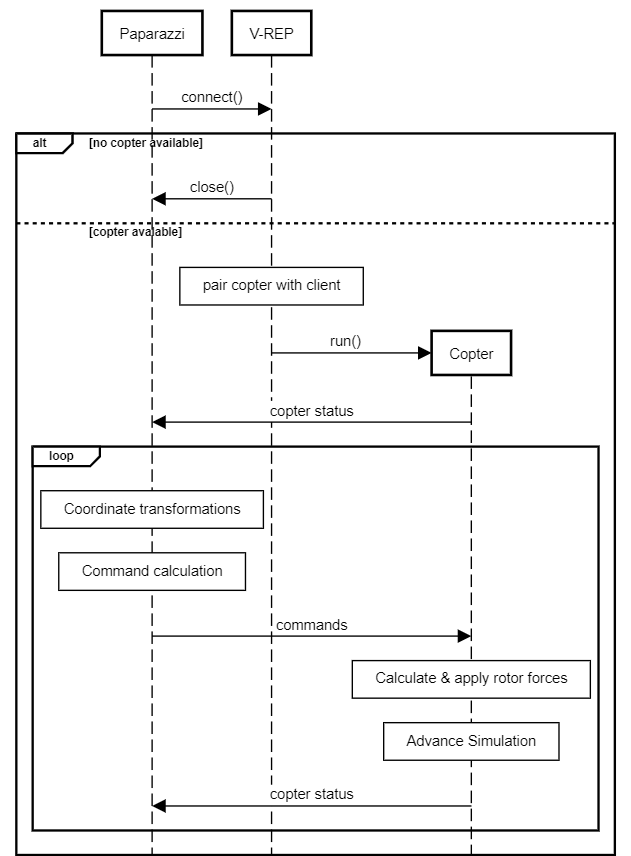 Paparazzi
V-REP
connect()
alt
[no copter available]
close()
[copter avalable]
pair copter with client
run()
Copter
copter status
loop
Coordinate transformations
Command calculation
commands
Calculate & apply rotor forces
Advance Simulation
copter status